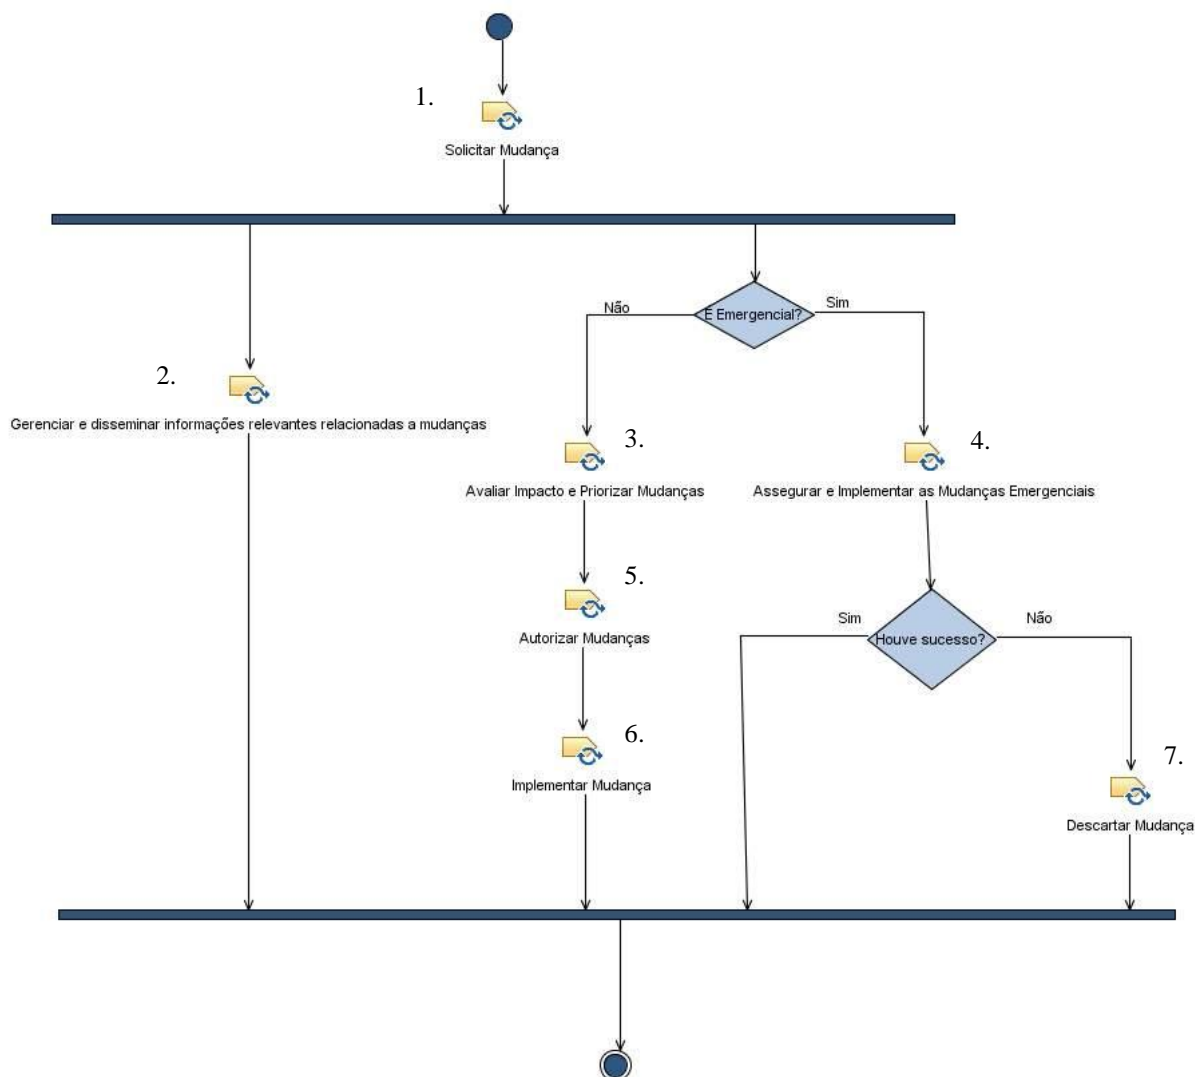 1.
Solicitar Mudança
Não
É Emergencial?
Sim
2.
Gerenciar e disseminar informações relevantes relacionadas a mudanças
3.
Avaliar Impacto e Priorizar Mudanças
4.
Assegurar e Implementar as Mudanças Emergenciais
5.
Autorizar Mudanças
Sim
Houve sucesso?
Não
6.
Implementar Mudança
7.
Descartar Mudança